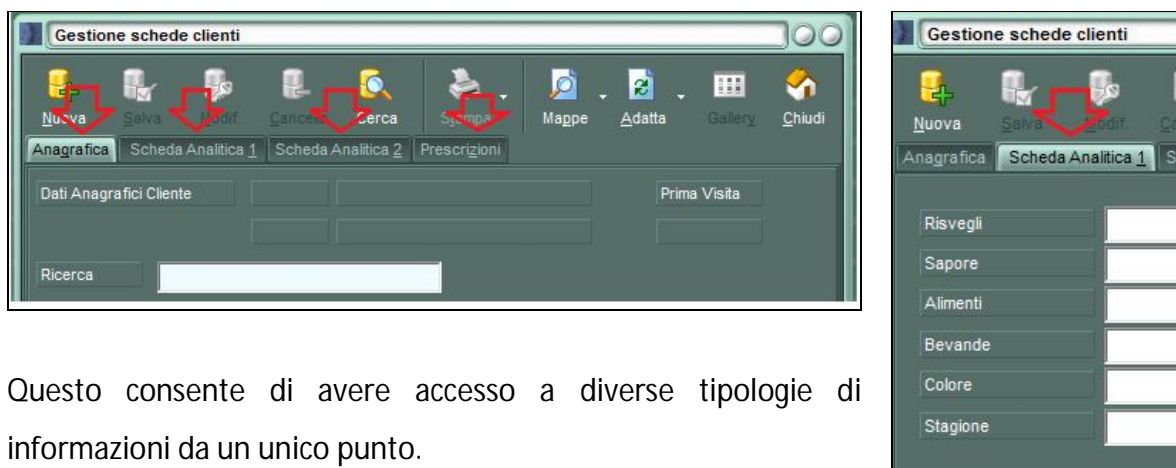 Gestione schede clienti
Nuova Salva Modif. Cancella Cerca Stampa Mappe Adatta Gallery Chiudi
Anagrafica Scheda Analitica 1 Scheda Analitica 2 Prescrizioni
Dati Anagrafici Cliente Prima Visita
Ricerca
Questo consente di avere accesso a diverse tipologie di
informazioni da un unico punto.
Gestione schede clienti
Nuova Salva Modif. Ca
Anagrafica Scheda Analitica 1 S
Risvegli
Sapore
Alimenti
Bevande
Colore
Stagione